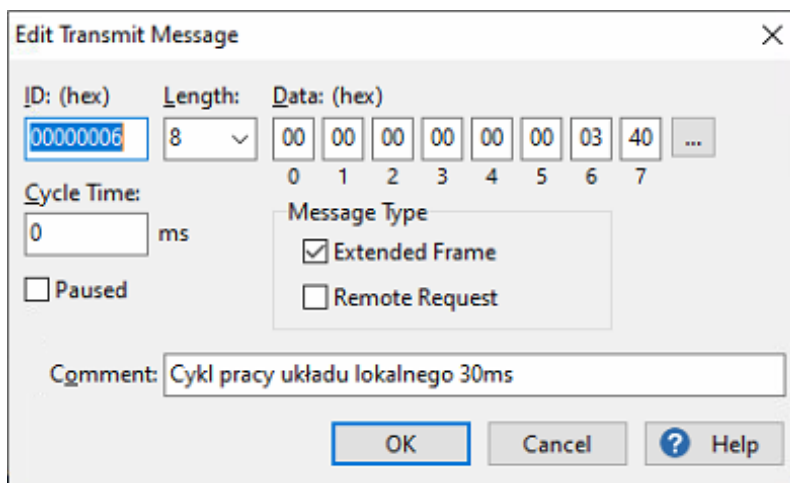 Edit Transmit Message
ID: (hex) Length: Data: (hex)
00000006 8 00 00 00 00 00 00 03 40 ...
0 1 2 3 4 5 6 7
Cycle Time:
0 ms
Message Type
Extended Frame
Paused
Remote Request
Comment: Cykl pracy układu lokalnego 30ms
OK Cancel ? Help